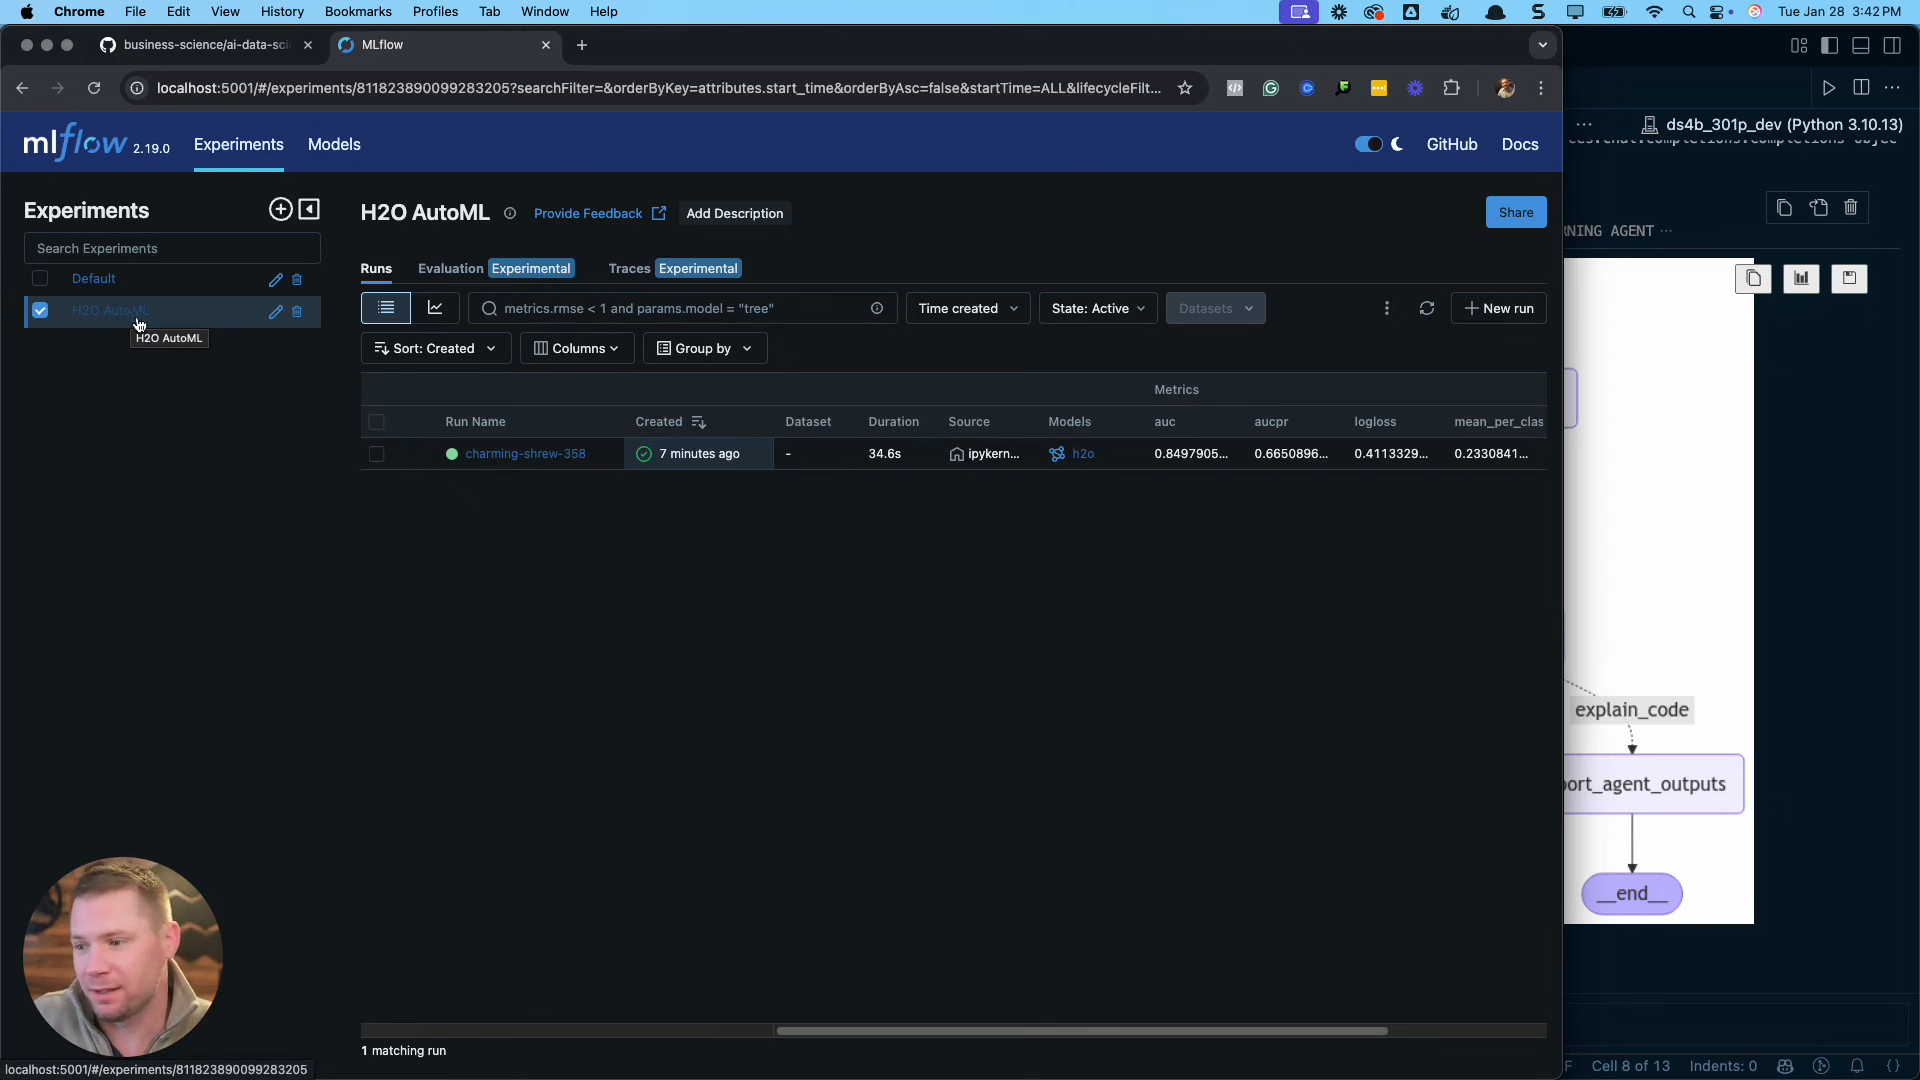 Chrome File Edit View History Bookmarks Profiles Tab Window Help
Tue Jan 28 3:42 PM
business-science/ai-data-sci
MLflow
localhost:5001/#/experiments/811823890099283205?searchFilter=&orderByKey=attributes.start_time&orderByAsc=false&startTime=ALL&lifecycleFilt...
ds4b_301p_dev (Python 3.10.13)
mlflow 2.19.0 Experiments Models
GitHub Docs
Experiments
Search Experiments
Default
H2O AutoML
H2O AutoML
H2O AutoML Provide Feedback Add Description
Share
Runs Evaluation Experimental Traces Experimental
metrics.rmse < 1 and params.model = "tree"
Time created State: Active Datasets
New run
Sort: Created Columns Group by
Metrics
Run Name Created Dataset Duration Source Models auc aucpr logloss mean_per_clas
charming-shrew-358 7 minutes ago - 34.6s ipykern... h2o 0.8497905... 0.6650896... 0.4113329... 0.2330841...
1 matching run
localhost:5001/#/experiments/811823890099283205
RNING AGENT ...
explain_code
port_agent_outputs
__end__
Cell 8 of 13 Indents: 0